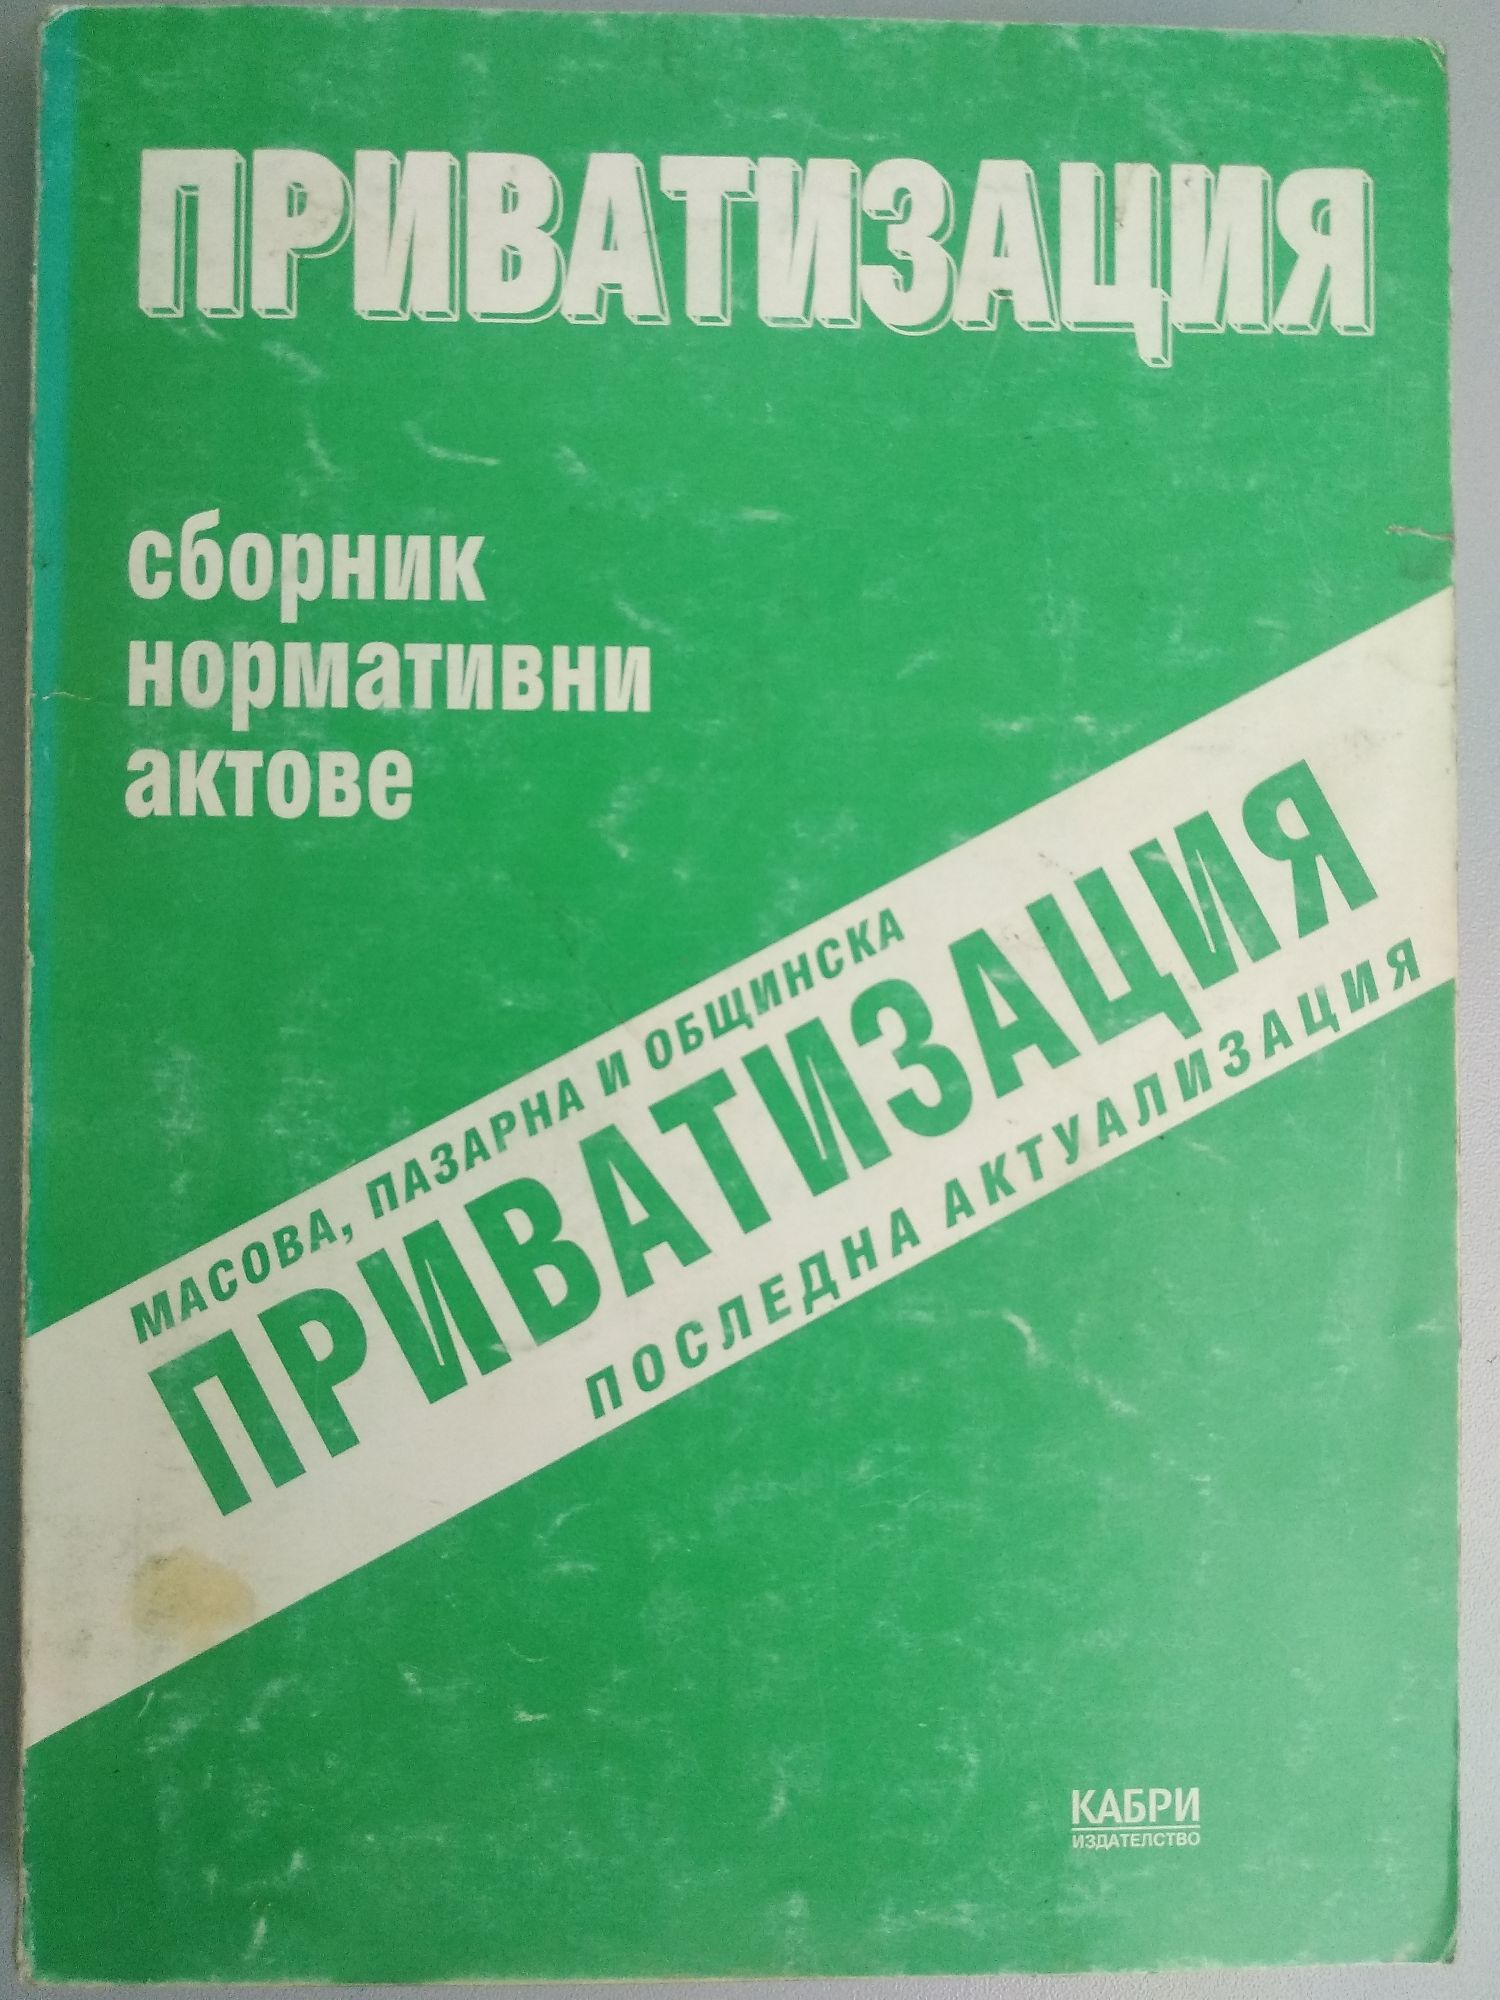 ПРИВАТИЗАЦИЯ
сборник
нормативни
актове
МАСОВА, ПАЗАРНА И ОБЩИНСКА
ПРИВАТИЗАЦИЯ
ПОСЛЕДНА АКТУАЛИЗАЦИЯ
КАБРИ
ИЗДАТЕЛСТВО